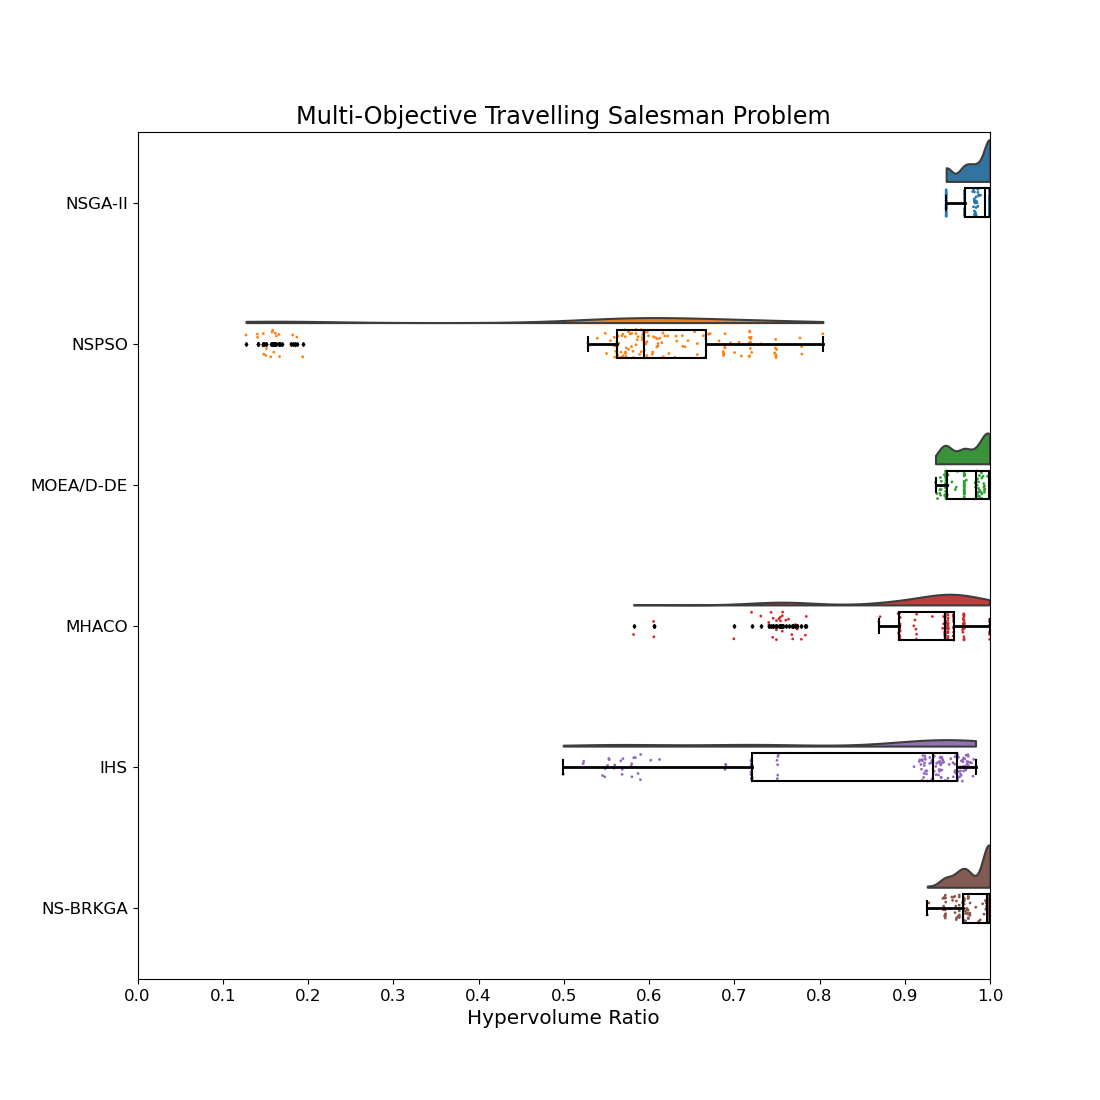 Multi-Objective Travelling Salesman Problem
NSGA-II
NSPSO
MOEA/D-DE
MHACO
IHS
NS-BRKGA
0.0 0.1 0.2 0.3 0.4 0.5 0.6 0.7 0.8 0.9 1.0
Hypervolume Ratio